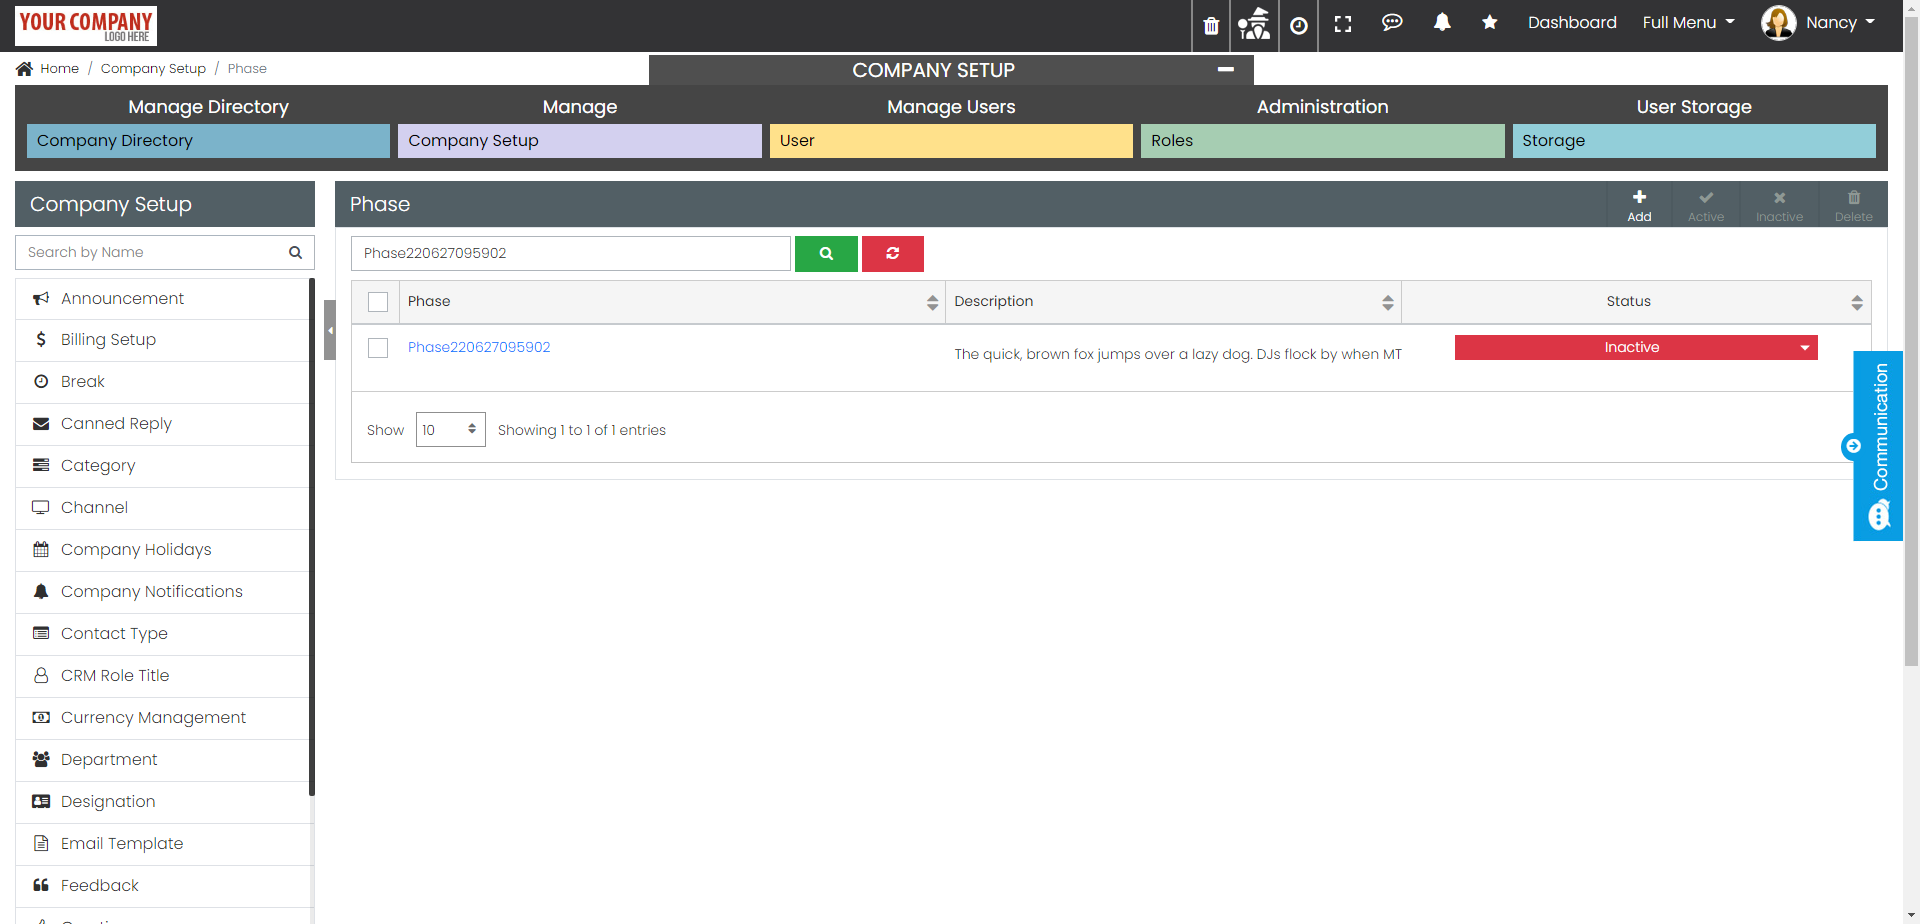 YOUR COMPANY
LOGO HERE
Dashboard
Full Menu
Nancy
Home / Company Setup / Phase
COMPANY SETUP
Manage Directory
Manage
Manage Users
Administration
User Storage
Company Directory
Company Setup
User
Roles
Storage
Company Setup
Phase
Add
Active
Inactive
Delete
Search by Name
Phase220627095902
Announcement
Billing Setup
Break
Canned Reply
Category
Channel
Company Holidays
Company Notifications
Contact Type
CRM Role Title
Currency Management
Department
Designation
Email Template
Feedback
Phase
Description
Status
Phase220627095902
The quick, brown fox jumps over a lazy dog. DJs flock by when MT
Inactive
Show 10 Showing 1 to 1 of 1 entries
Communication